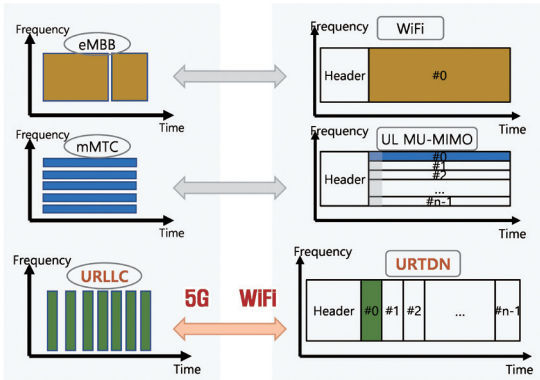 Frequency
eMBB
Time
Frequency
WiFi
Header
#0
Time
Frequency
mMTC
Time
Frequency
UL MU-MIMO
Header
#0
#1
#2
...
#n-1
Time
Frequency
URLLC
Time
5G WiFi
Frequency
URTDN
Header
#0
#1
#2
...
#n-1
Time